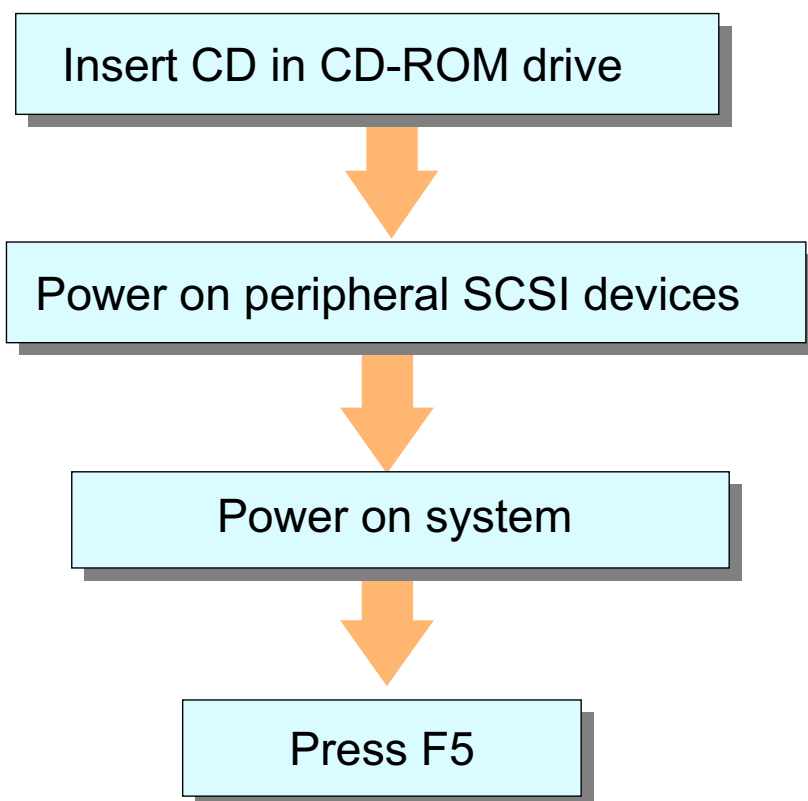 Insert CD in CD-ROM drive
Power on peripheral SCSI devices
Power on system
Press F5